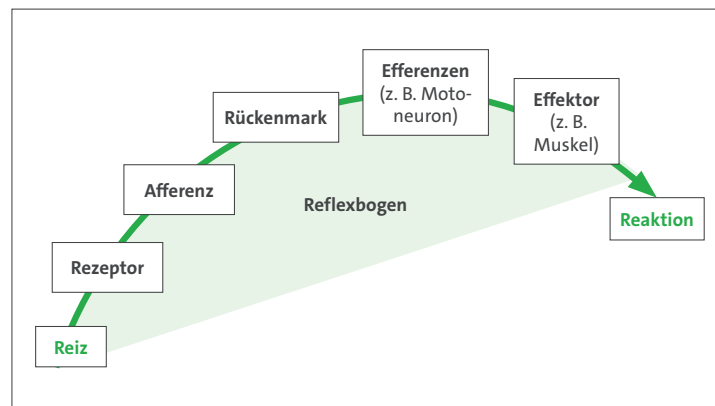 Reiz
Rezeptor
Afferenz
Rückenmark
Efferenzen
(z. B. Moto-
neuron)
Effektor
(z. B.
Muskel)
Reaktion
Reflexbogen